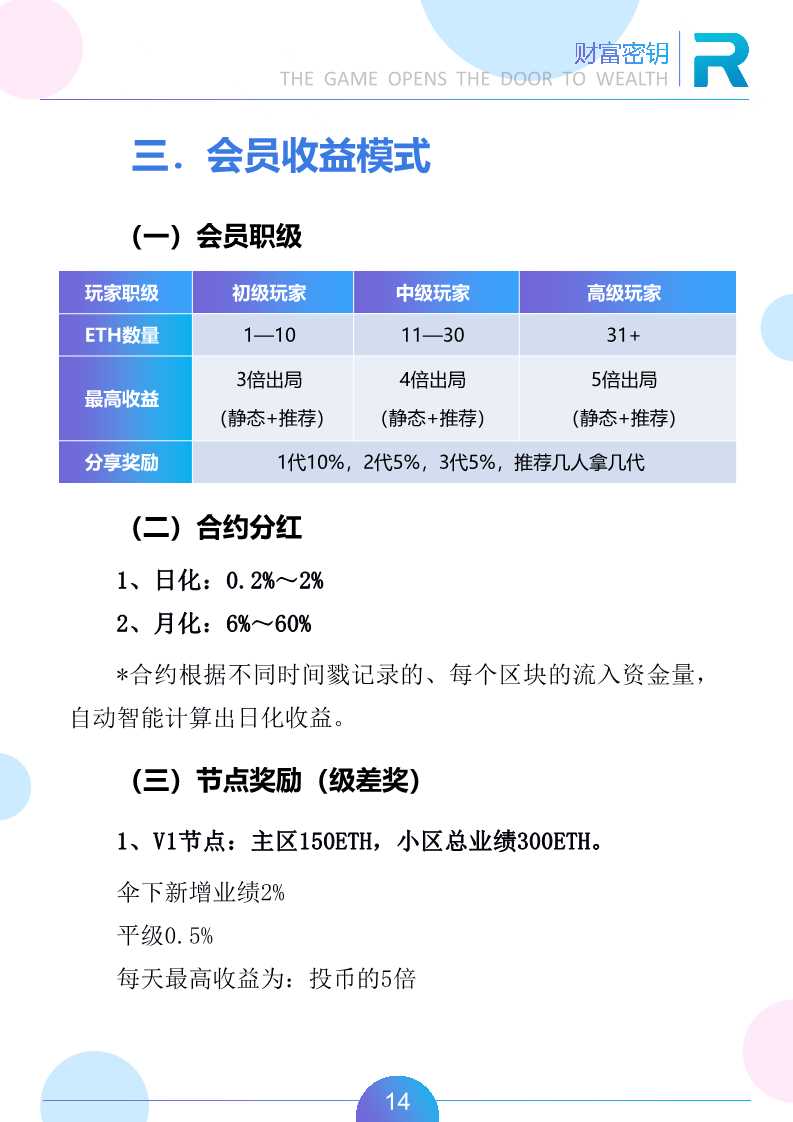 财富密钥
THE GAME OPENS THE DOOR TO WEALTH
三．会员收益模式
（一）会员职级
玩家职级 初级玩家 中级玩家 高级玩家
ETH数量 1—10 11—30 31+
最高收益 3倍出局 4倍出局 5倍出局
（静态+推荐） （静态+推荐） （静态+推荐）
分享奖励 1代10%，2代5%，3代5%，推荐几人拿几代
（二）合约分红
1、日化：0.2%～2%
2、月化：6%～60%
*合约根据不同时间戳记录的、每个区块的流入资金量，
自动智能计算出日化收益。
（三）节点奖励（级差奖）
1、V1节点：主区150ETH，小区总业绩300ETH。
伞下新增业绩2%
平级0.5%
每天最高收益为：投币的5倍
14